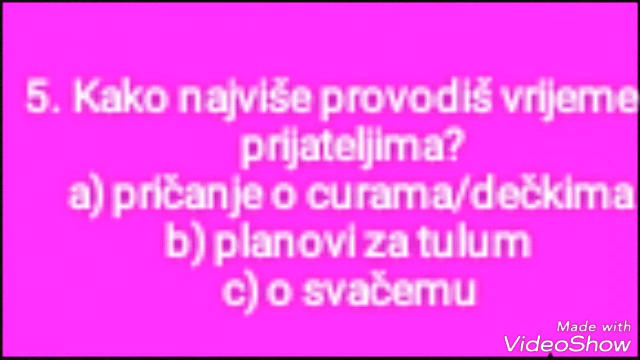 5. Kako najviše provodiš vrijeme
prijateljima?
a) pričanje o curama/dečkima
b) planovi za tulum
c) o svačemu
Made with
VideoShow